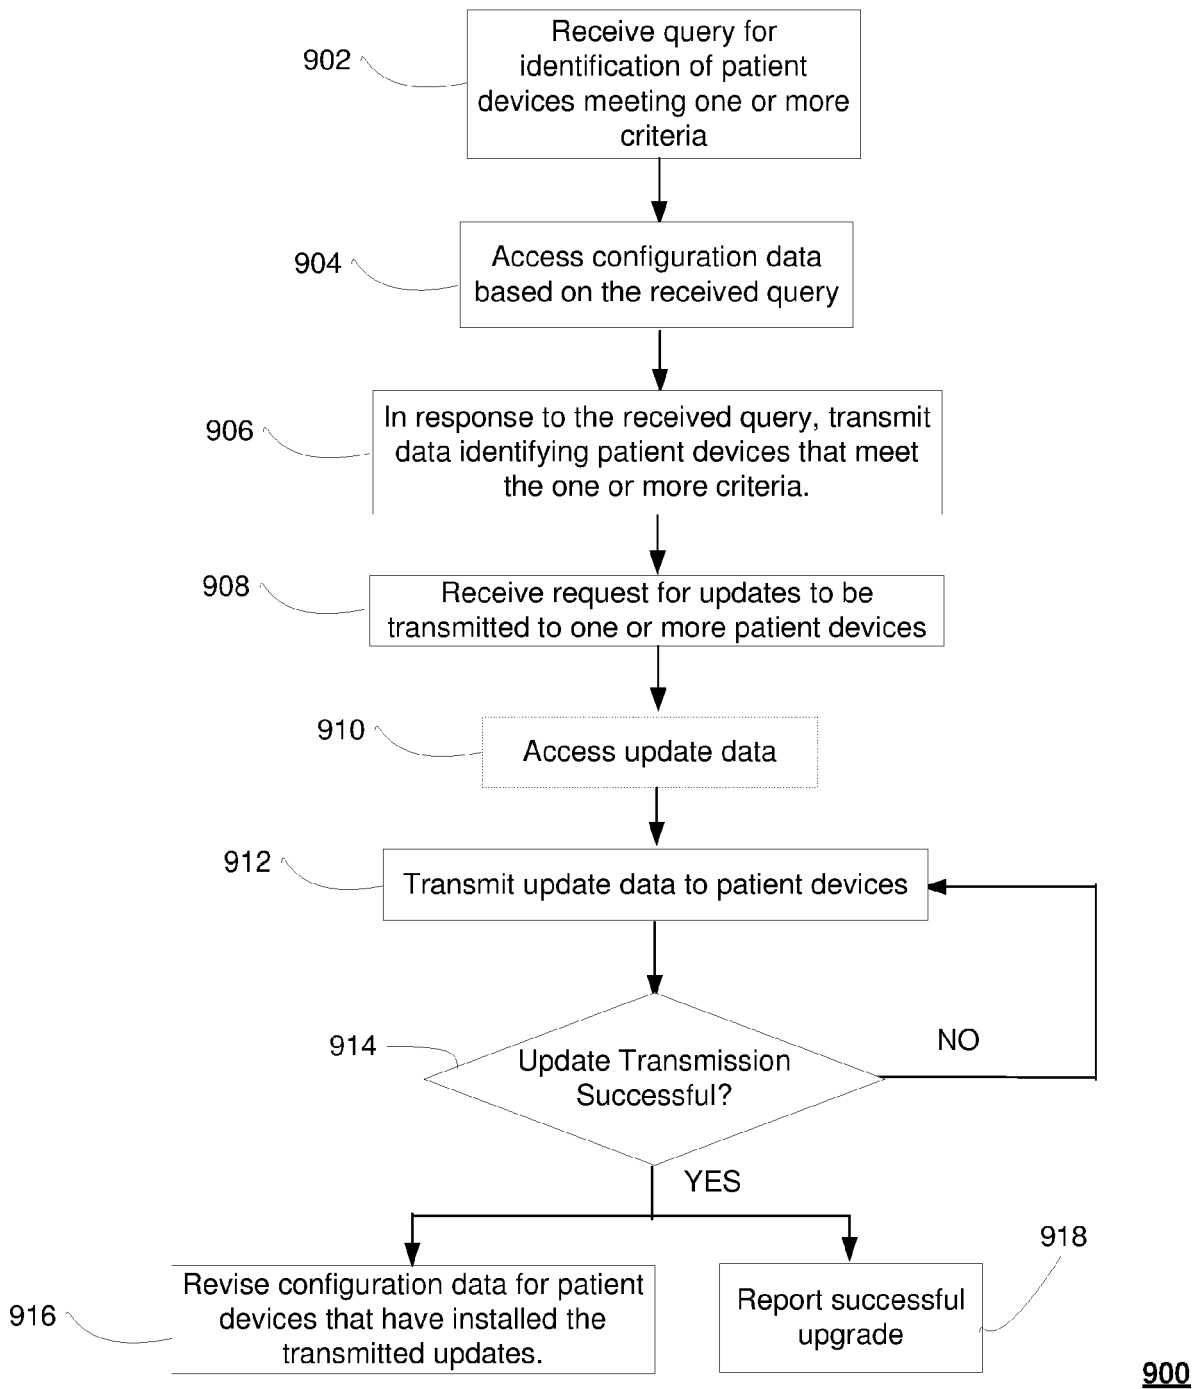 902
Receive query for
identification of patient
devices meeting one or more
criteria
904
Access configuration data
based on the received query
906
In response to the received query, transmit
data identifying patient devices that meet
the one or more criteria.
908
Receive request for updates to be
transmitted to one or more patient devices
910
Access update data
912
Transmit update data to patient devices
914
Update Transmission
Successful?
NO
YES
916
Revise configuration data for patient
devices that have installed the
transmitted updates.
918
Report successful
upgrade
900